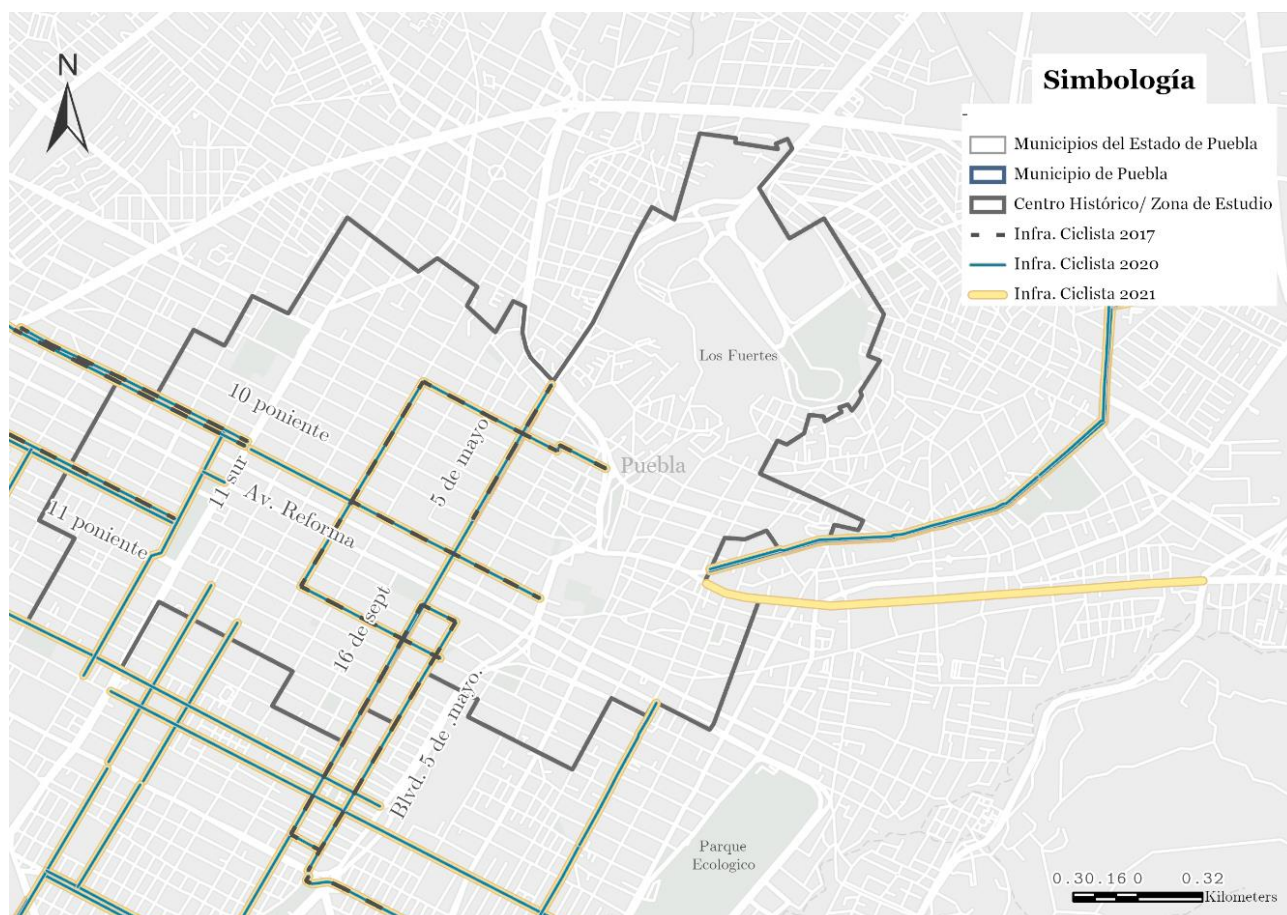 N
Simbología
Municipios del Estado de Puebla
Municipio de Puebla
Centro Histórico/ Zona de Estudio
Infra. Ciclista 2017
Infra. Ciclista 2020
Infra. Ciclista 2021
Los Fuertes
10 poniente
5 de mayo
Puebla
11 sur
Av. Reforma
11 poniente
16 de sept
Blvd. 5 de .mayo.
Parque
Ecologico
0.30.16 0 0.32
Kilometers